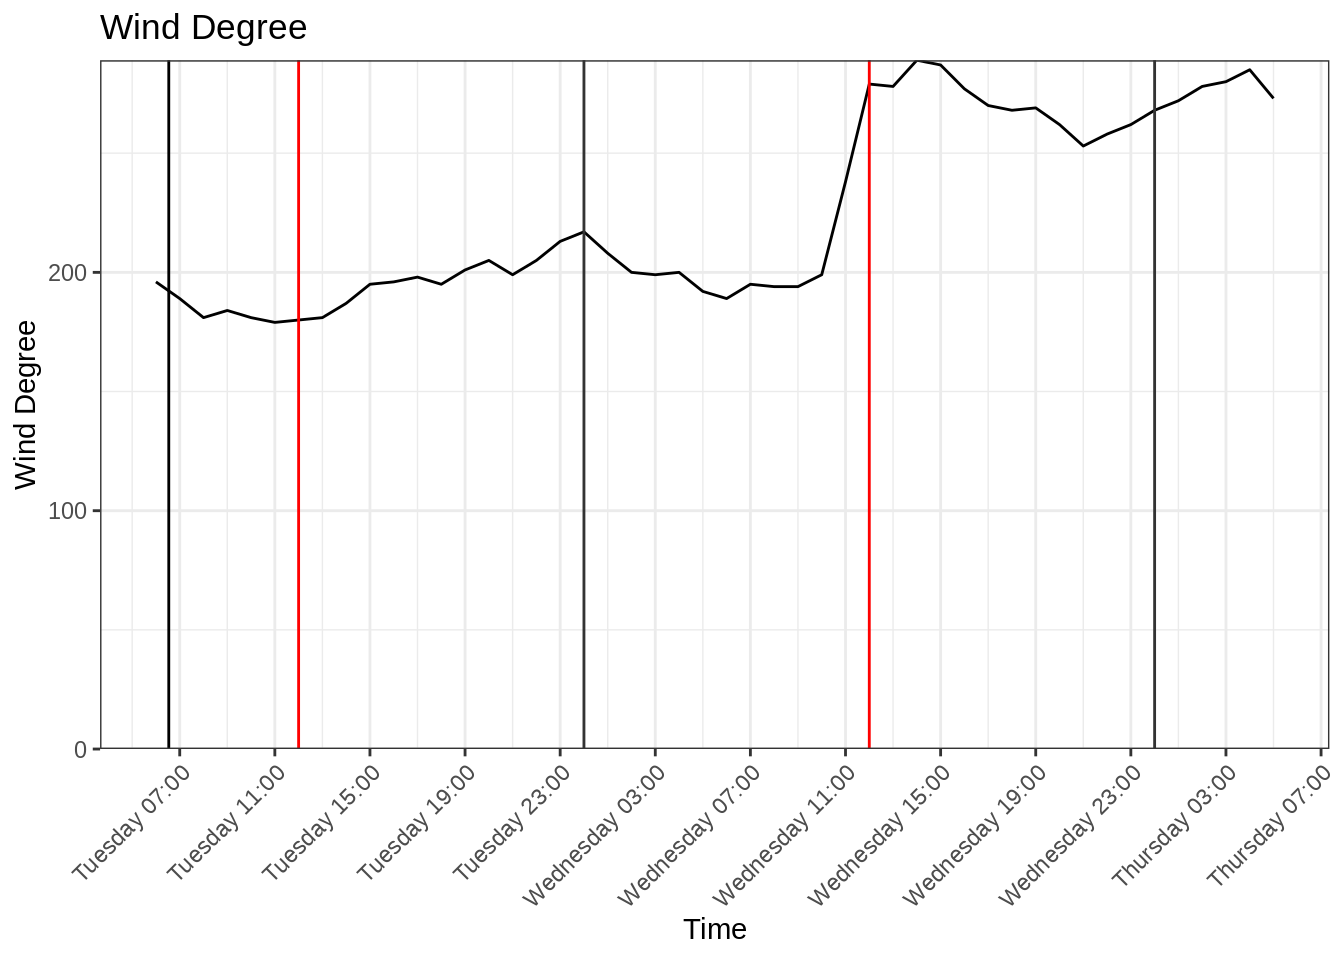 Wind Degree
Wind Degree
200
100
0
Tuesday 07:00
Tuesday 11:00
Tuesday 15:00
Tuesday 19:00
Tuesday 23:00
Wednesday 03:00
Wednesday 07:00
Wednesday 11:00
Wednesday 15:00
Wednesday 19:00
Wednesday 23:00
Thursday 03:00
Thursday 07:00
Time